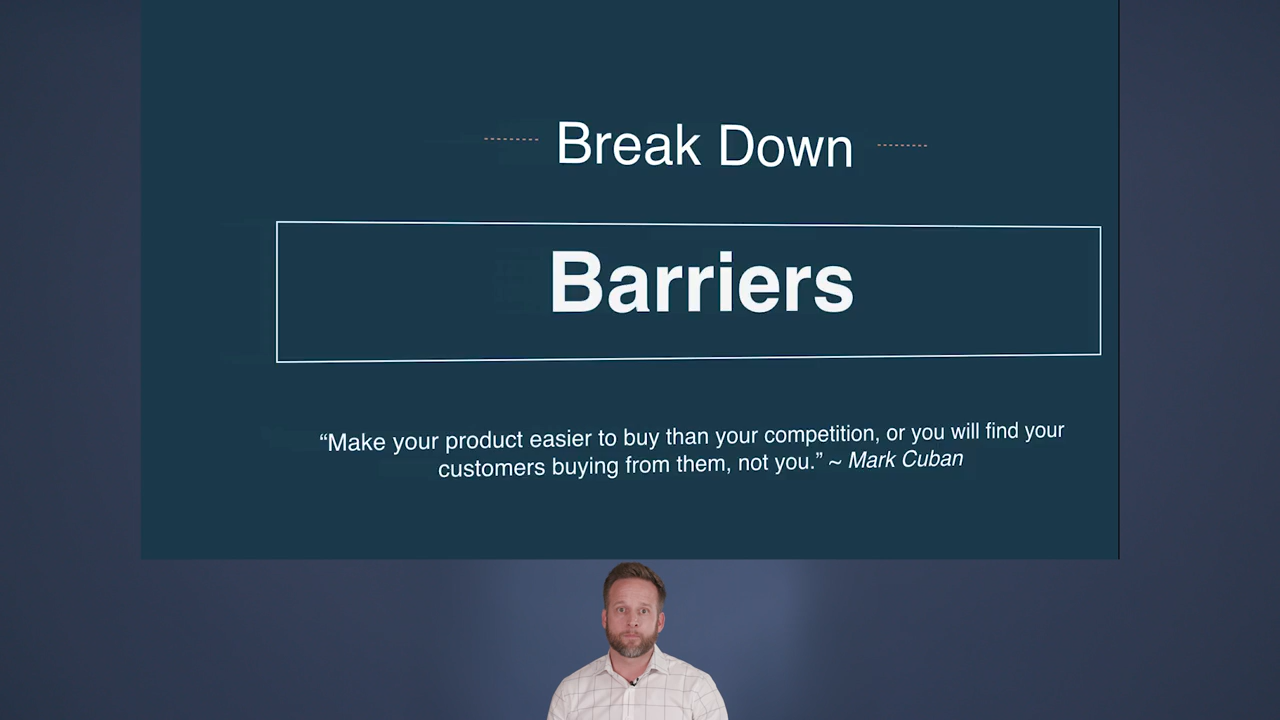 Break Down
Barriers
“Make your product easier to buy than your competition, or you will find your
customers buying from them, not you.” ~ Mark Cuban